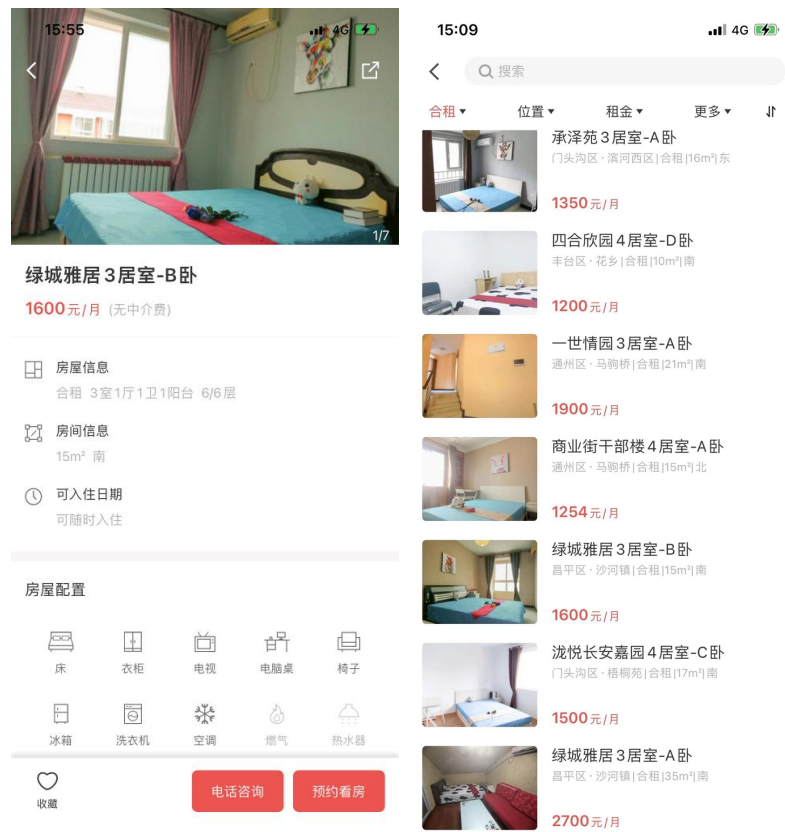 15:55
4G
1/7
绿城雅居3居室-B卧
1600元/月 (无中介费)
房屋信息
合租 3室1厅1卫1阳台 6/6层
房间信息
15m² 南
可入住日期
可随时入住
房屋配置
床 衣柜 电视 电脑桌 椅子
冰箱 洗衣机 空调 燃气 热水器
收藏
电话咨询
预约看房
15:09
4G
搜索
合租 位置 租金 更多
承泽苑3居室-A卧
门头沟区·滨河西区|合租|16m²|东
1350元/月
四合欣园4居室-D卧
丰台区·花乡|合租|10m²|南
1200元/月
一世情园3居室-A卧
通州区·马驹桥|合租|21m²|南
1900元/月
商业街干部楼4居室-A卧
通州区·马驹桥|合租|15m²|北
1254元/月
绿城雅居3居室-B卧
昌平区·沙河镇|合租|15m²|南
1600元/月
泷悦长安嘉园4居室-C卧
门头沟区·梧桐苑|合租|17m²|南
1500元/月
绿城雅居3居室-A卧
昌平区·沙河镇|合租|35m²|南
2700元/月